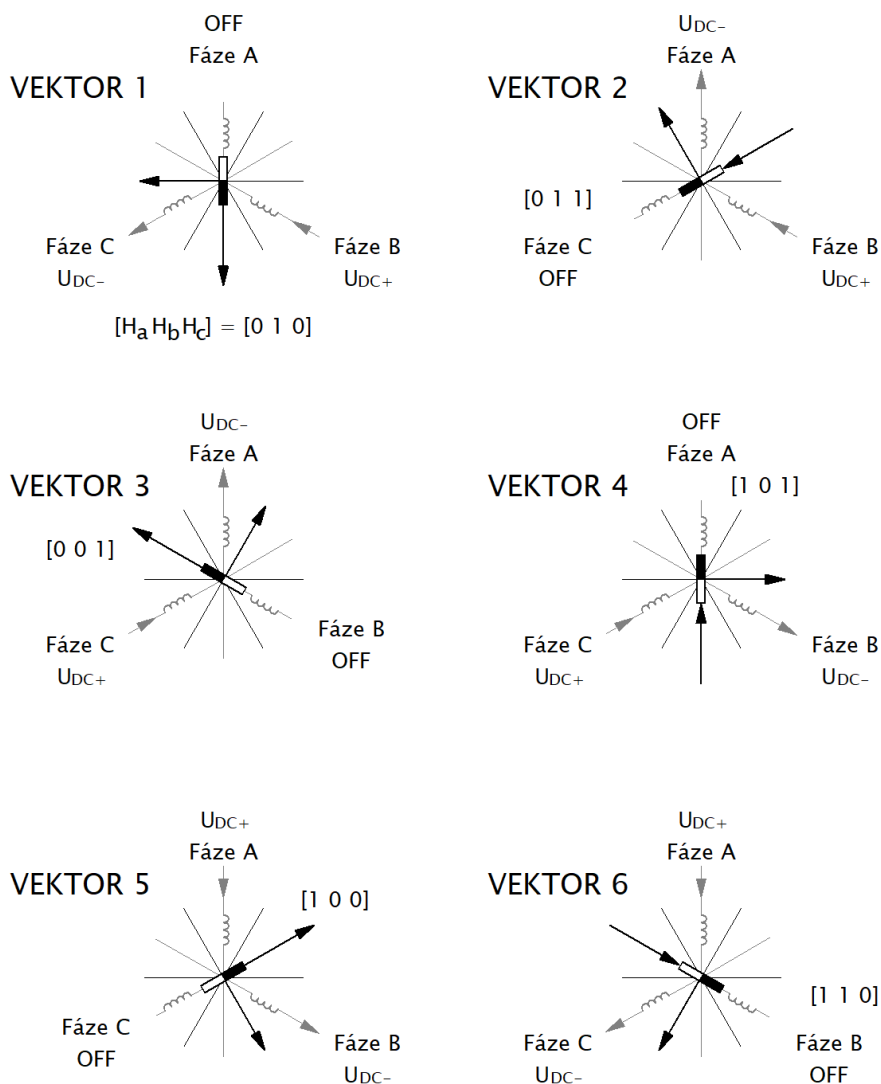 OFF
Fáze A
VEKTOR 1
Fáze C
UDC-
Fáze B
UDC+
[Ha Hb Hc] = [0 1 0]
UDC-
Fáze A
VEKTOR 2
[0 1 1]
Fáze C
OFF
Fáze B
UDC+
UDC-
Fáze A
VEKTOR 3
[0 0 1]
Fáze C
UDC+
Fáze B
OFF
OFF
Fáze A
VEKTOR 4
[1 0 1]
Fáze C
UDC+
Fáze B
UDC-
UDC+
Fáze A
VEKTOR 5
[1 0 0]
Fáze C
OFF
Fáze B
UDC-
UDC+
Fáze A
VEKTOR 6
[1 1 0]
Fáze C
UDC-
Fáze B
OFF